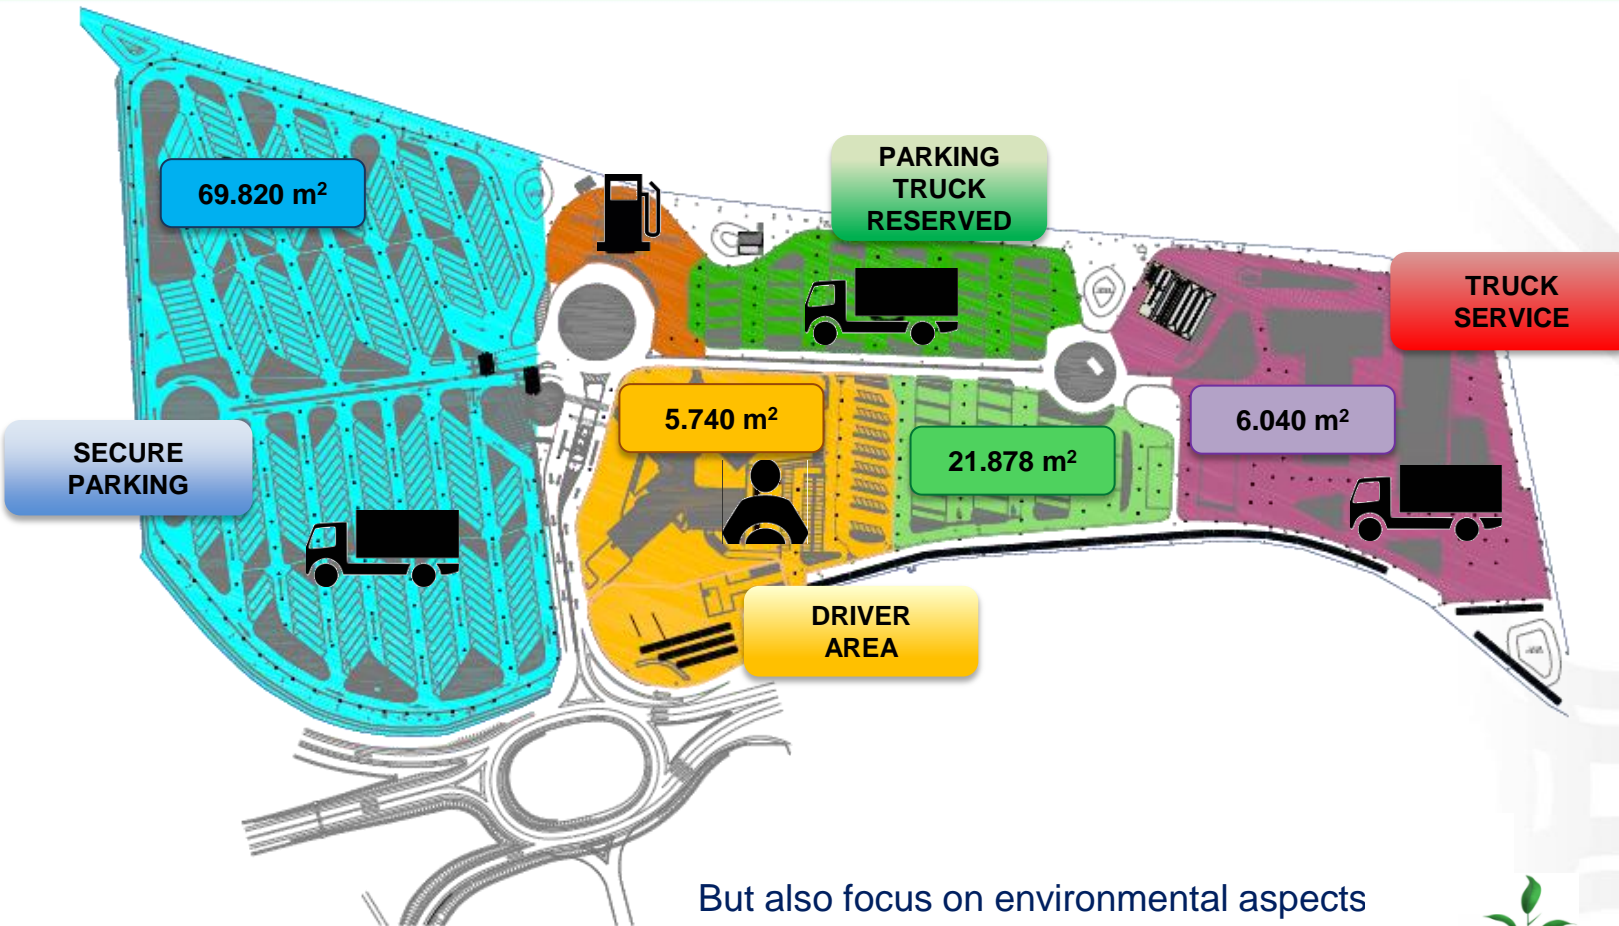 PARKING
TRUCK
RESERVED
69.820 m²
TRUCK
SERVICE
5.740 m²
6.040 m²
21.878 m²
SECURE
PARKING
DRIVER
AREA
But also focus on environmental aspects